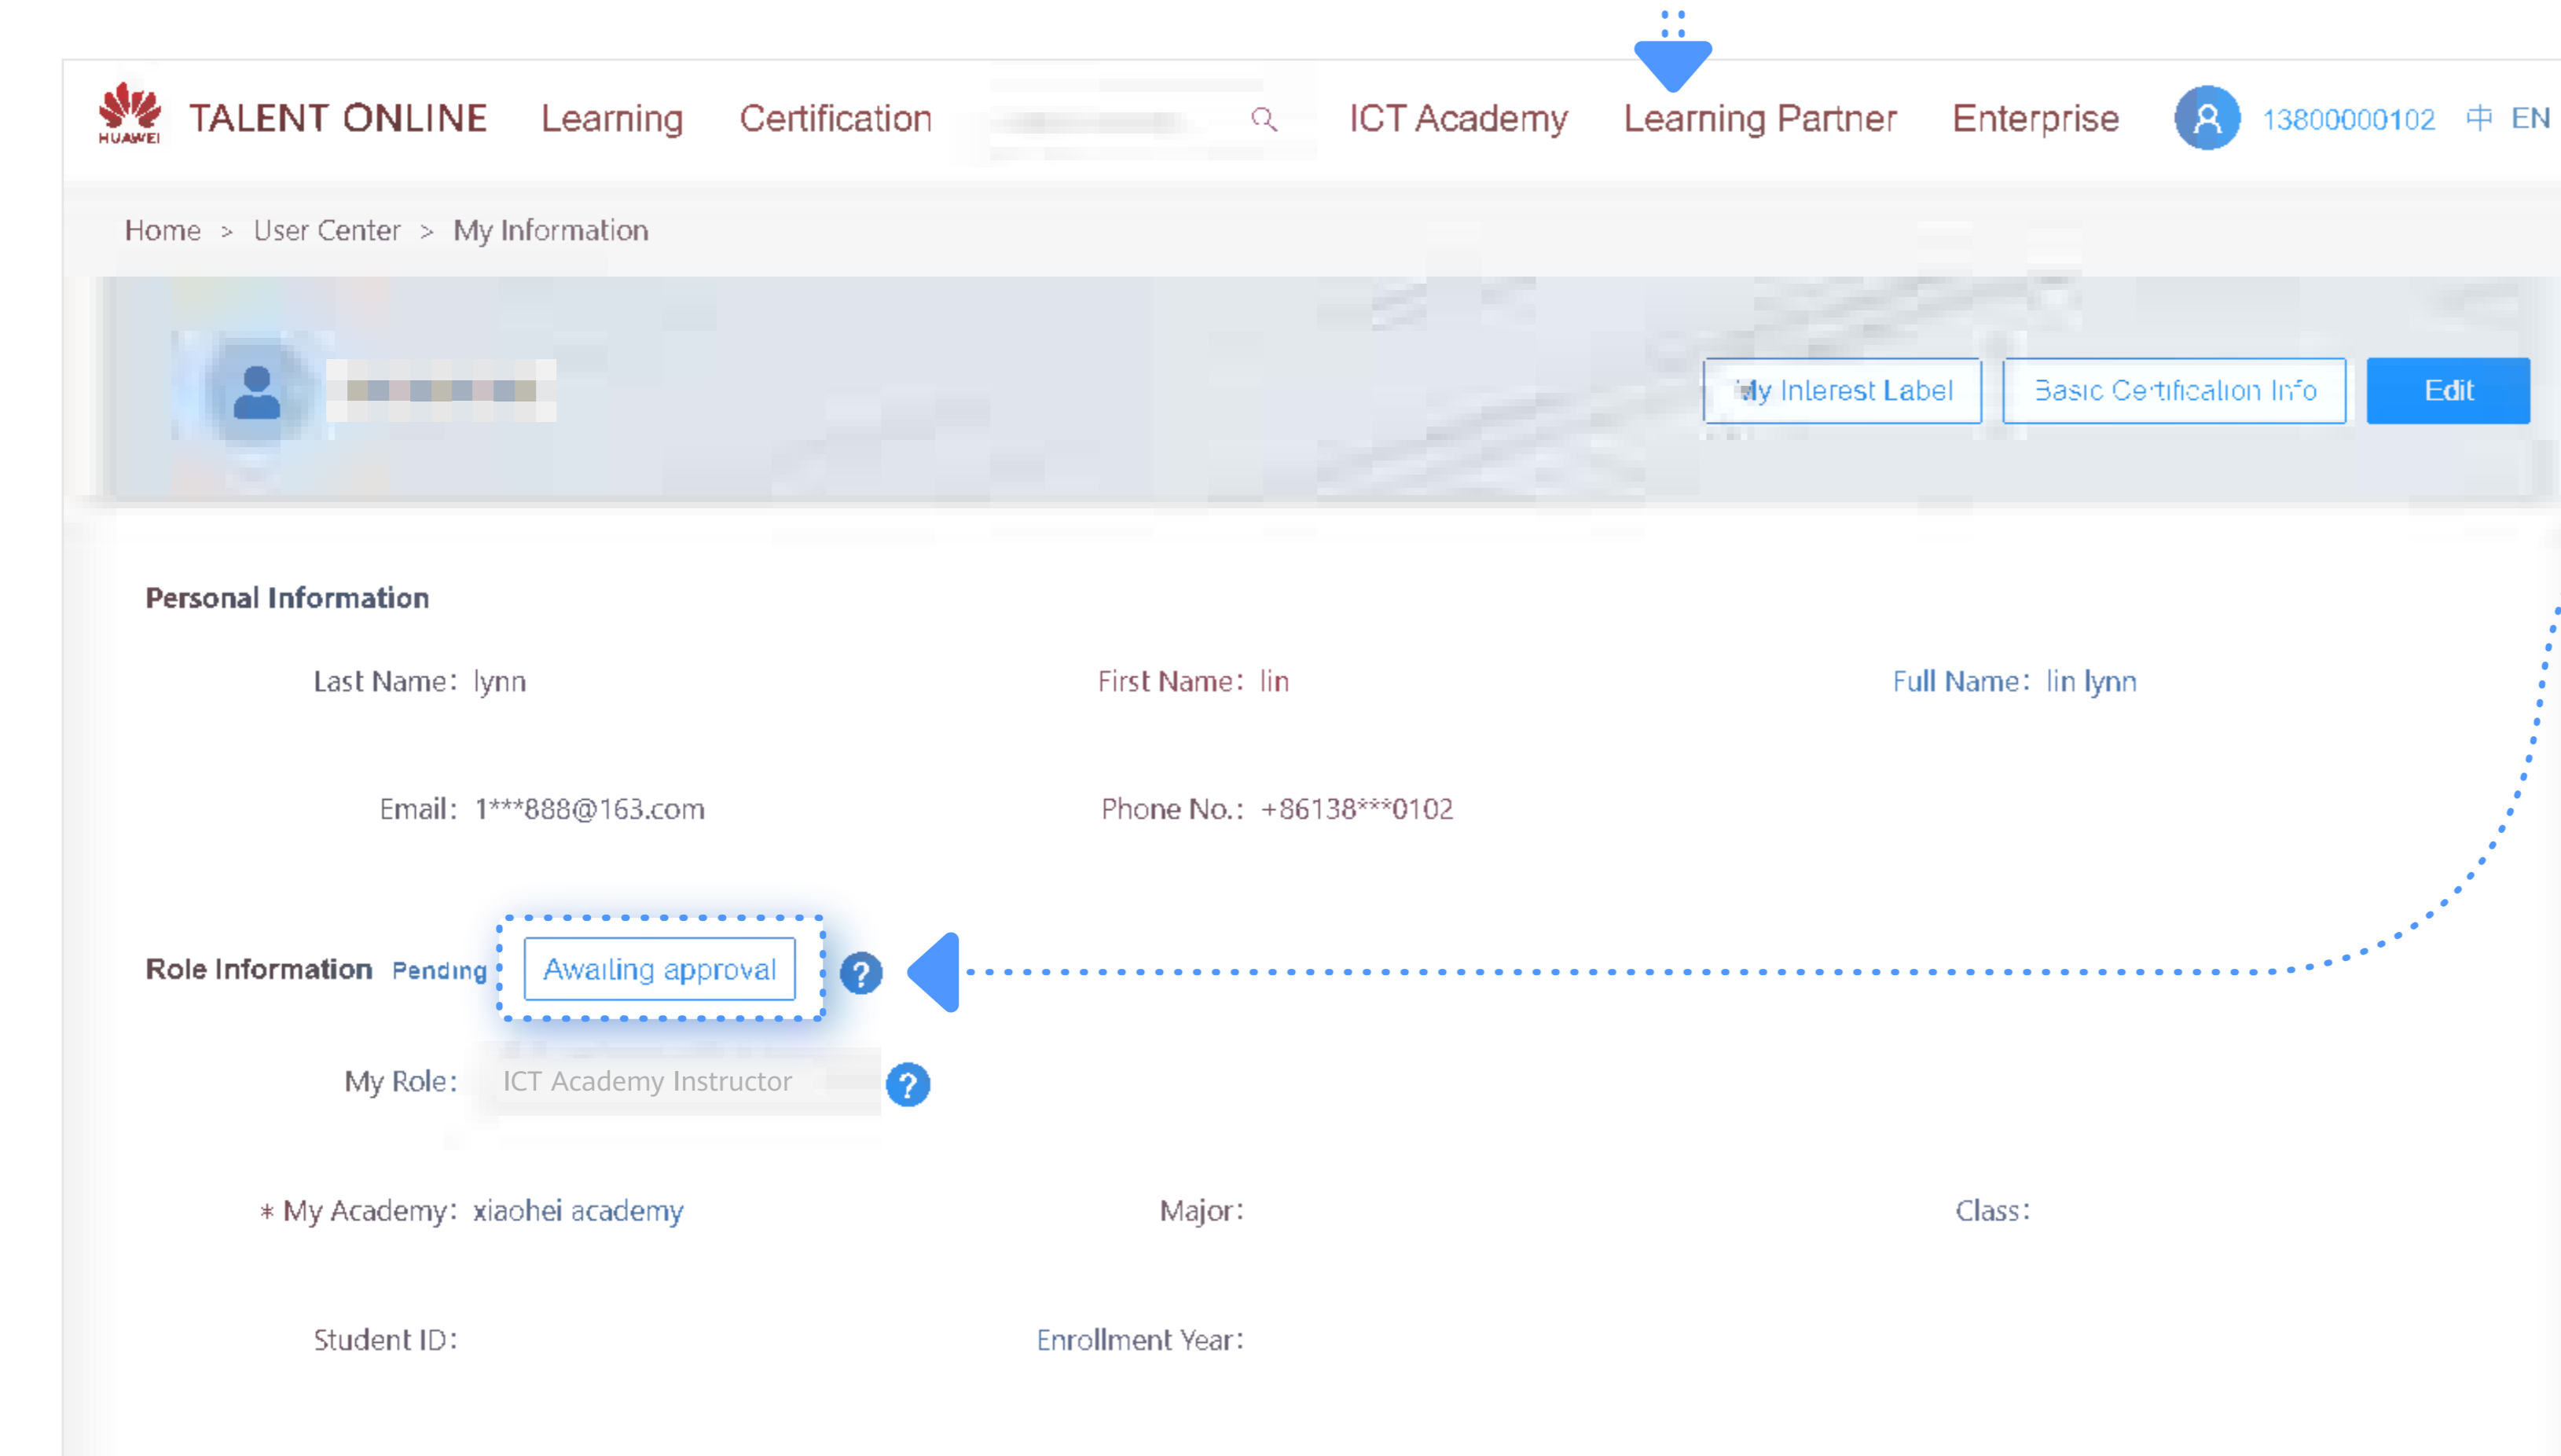 HUAWEI TALENT ONLINE Learning Certification ICT Academy Learning Partner Enterprise 13800000102 中 EN
Home > User Center > My Information
My Interest Label Basic Certification Info Edit
Personal Information
Last Name: lynn First Name: lin Full Name: lin lynn
Email: 1***888@163.com Phone No.: +86138***0102
Role Information Pending Awaiting approval ?
My Role: ICT Academy Instructor ?
* My Academy: xiaohei academy Major: Class:
Student ID: Enrollment Year: